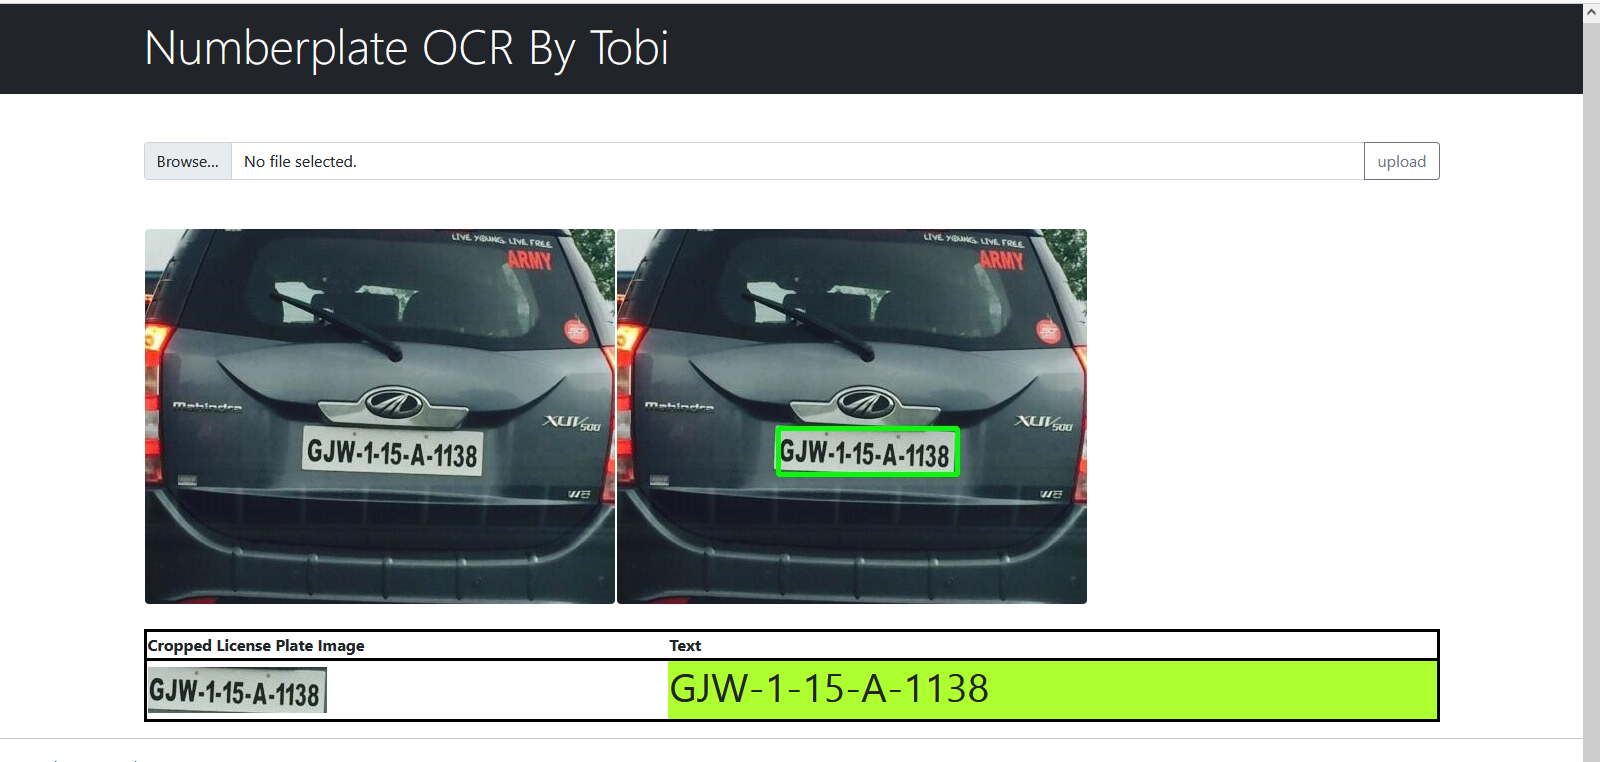 Numberplate OCR By Tobi
Browse... No file selected. upload
LIVE YOUNG. LIVE FREE
ARMY
Mahindra
XUV500
GJW-1-15-A-1138
W8
LIVE YOUNG. LIVE FREE
ARMY
Mahindra
XUV500
GJW-1-15-A-1138
W8
Cropped License Plate Image Text
GJW-1-15-A-1138 GJW-1-15-A-1138